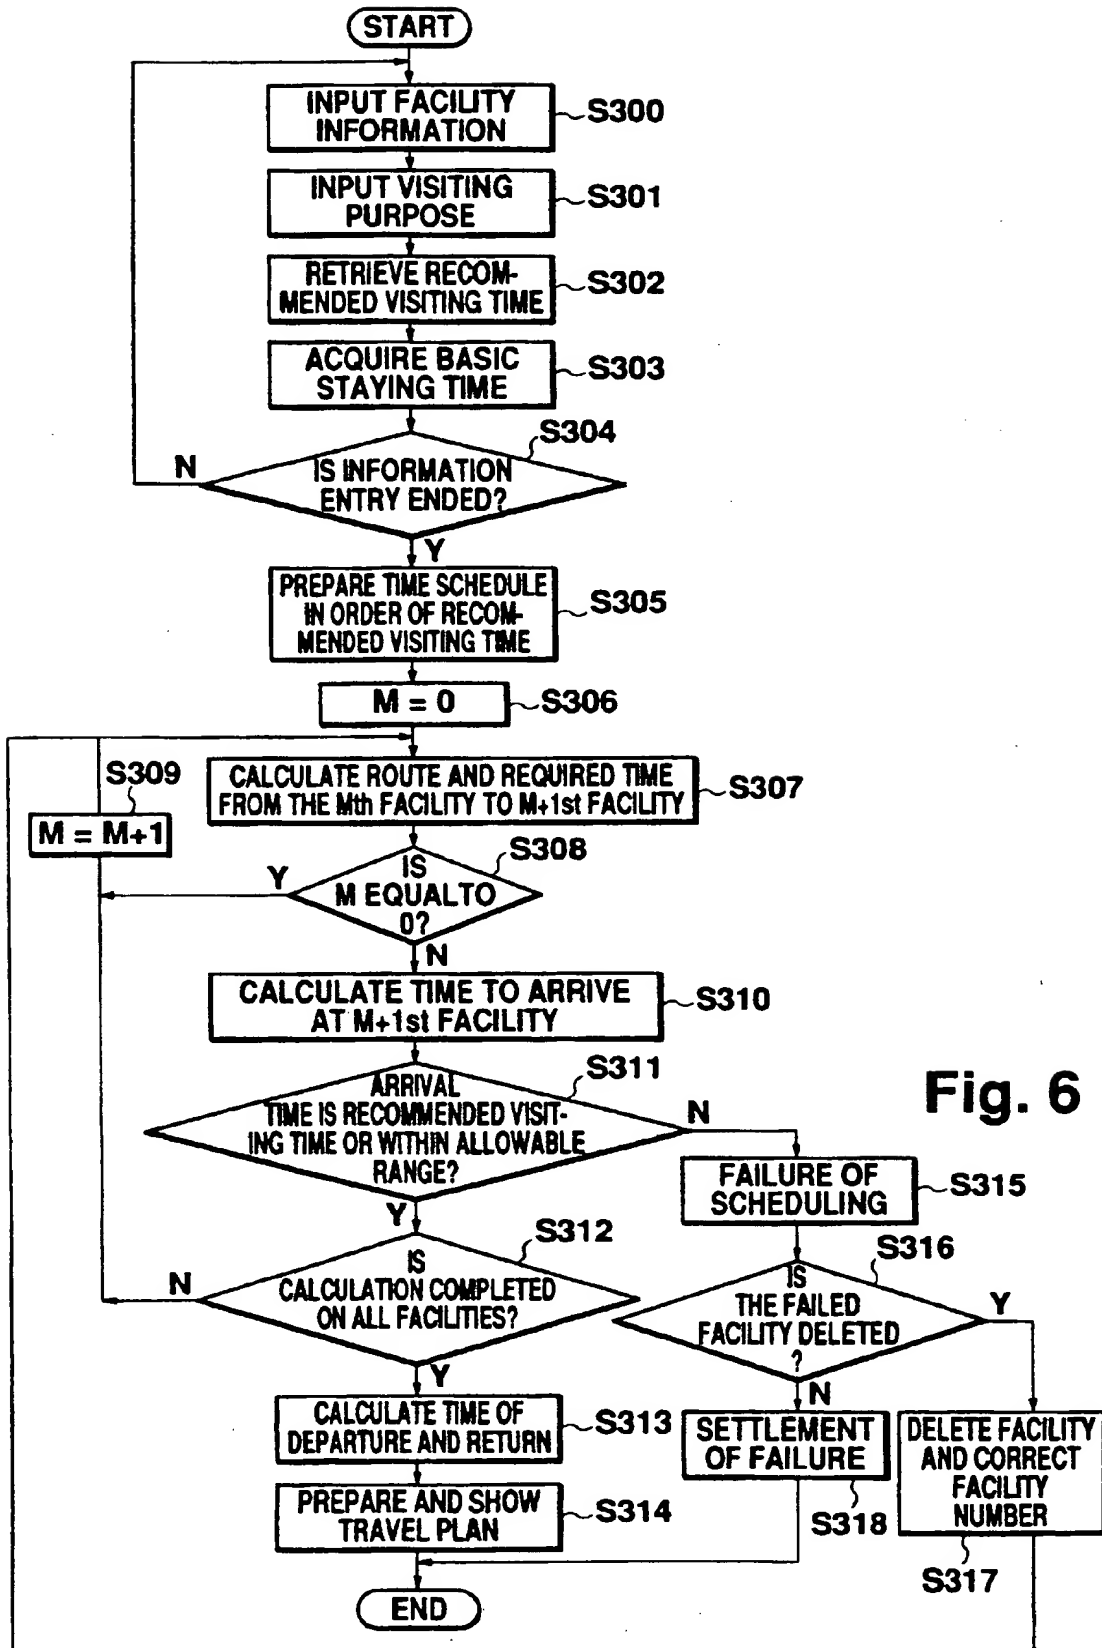 START
INPUT FACILITY
INFORMATION
S300
INPUT VISITING
PURPOSE
S301
RETRIEVE RECOM-
MENDED VISITING TIME
S302
ACQUIRE BASIC
STAYING TIME
S303
S304
N
IS INFORMATION
ENTRY ENDED?
Y
PREPARE TIME SCHEDULE
IN ORDER OF RECOM-
MENDED VISITING TIME
S305
M = 0
S306
S309
M = M+1
CALCULATE ROUTE AND REQUIRED TIME
FROM THE Mth FACILITY TO M+1st FACILITY
S307
S308
Y
IS
M EQUAL TO
0?
N
CALCULATE TIME TO ARRIVE
AT M+1st FACILITY
S310
S311
ARRIVAL
TIME IS RECOMMENDED VISIT-
ING TIME OR WITHIN ALLOWABLE
RANGE?
N
Fig. 6
FAILURE OF
SCHEDULING
S315
Y
S312
N
IS
CALCULATION COMPLETED
ON ALL FACILITIES?
S316
IS
THE FAILED
FACILITY DELETED
?
Y
Y
N
CALCULATE TIME OF
DEPARTURE AND RETURN
S313
SETTLEMENT
OF FAILURE
S318
DELETE FACILITY
AND CORRECT
FACILITY
NUMBER
S317
PREPARE AND SHOW
TRAVEL PLAN
S314
END